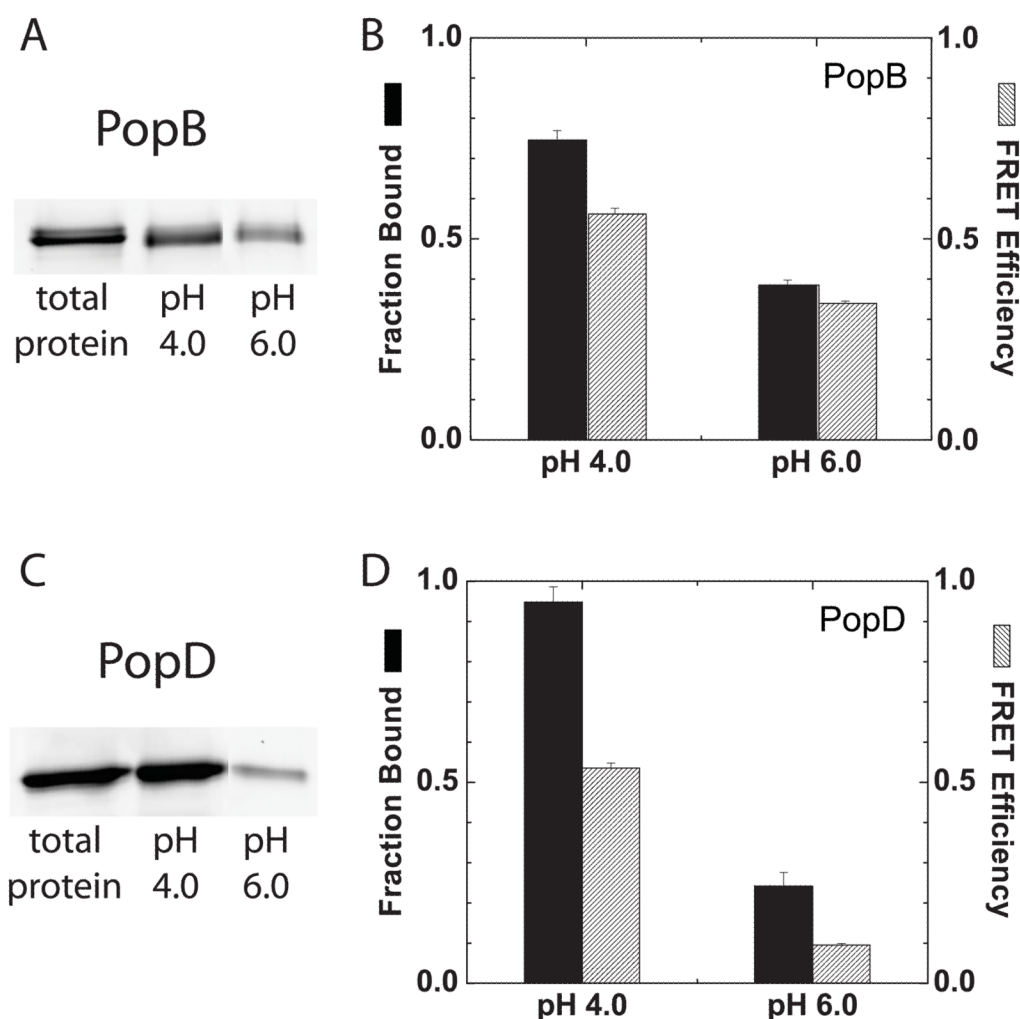 A
PopB
total protein
pH 4.0
pH 6.0
B
PopB
Fraction Bound
FRET Efficiency
1.0
0.5
0.0
1.0
0.5
0.0
pH 4.0
pH 6.0
C
PopD
total protein
pH 4.0
pH 6.0
D
PopD
Fraction Bound
FRET Efficiency
1.0
0.5
0.0
1.0
0.5
0.0
pH 4.0
pH 6.0